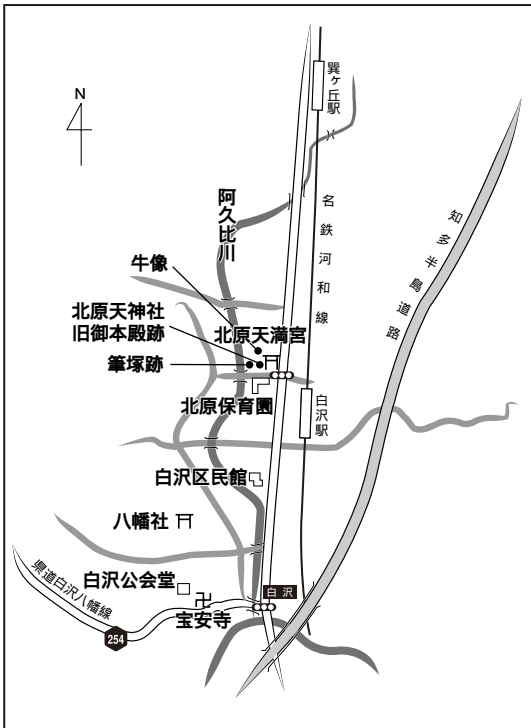 N
巽ヶ丘駅
阿久比川
名鉄河和線
知多半島道路
牛像
北原天神社
旧御本殿跡
北原天満宮
筆塚跡
北原保育園
白沢駅
白沢区民館
八幡社
県道白沢八幡線
白沢公会堂
白沢
宝安寺
254